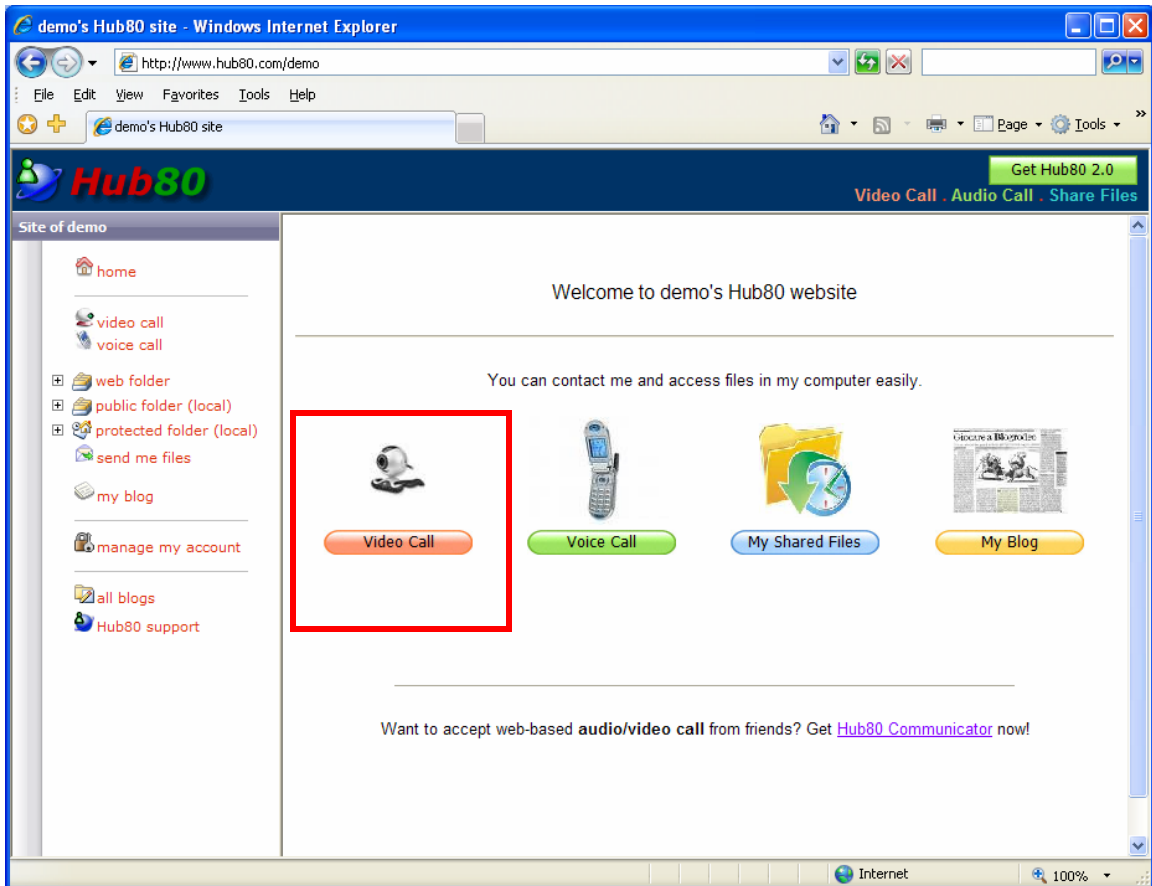 demo's Hub80 site - Windows Internet Explorer
http://www.hub80.com/demo
File Edit View Favorites Tools Help
demo's Hub80 site
Page Tools »
Hub80
Get Hub80 2.0
Video Call . Audio Call . Share Files
Site of demo
home
video call
voice call
web folder
public folder (local)
protected folder (local)
send me files
my blog
manage my account
all blogs
Hub80 support
Welcome to demo's Hub80 website
You can contact me and access files in my computer easily.
Giocare a Blogrodeo
Video Call
Voice Call
My Shared Files
My Blog
Want to accept web-based audio/video call from friends? Get Hub80 Communicator now!
Internet
100%